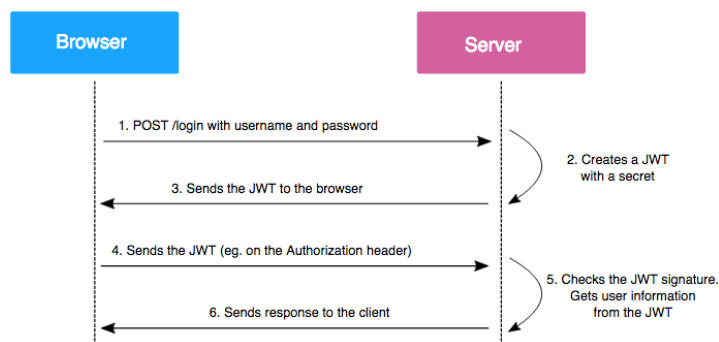 Browser
Server
1. POST /login with username and password
2. Creates a JWT
with a secret
3. Sends the JWT to the browser
4. Sends the JWT (eg. on the Authorization header)
5. Checks the JWT signature.
Gets user information
from the JWT
6. Sends response to the client